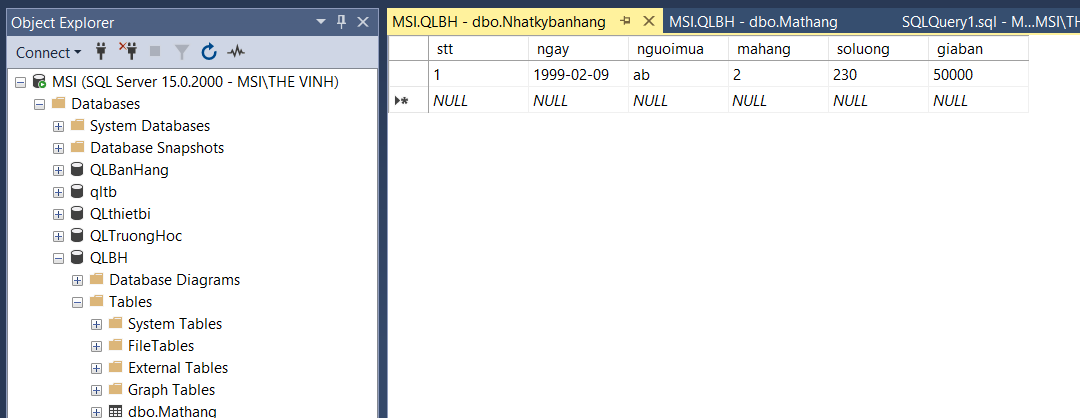 Object Explorer
Connect
MSI (SQL Server 15.0.2000 - MSI\THE VINH)
Databases
System Databases
Database Snapshots
QLBanHang
qltb
QLthietbi
QLTruongHoc
QLBH
Database Diagrams
Tables
System Tables
FileTables
External Tables
Graph Tables
dbo.Mathang
MSI.QLBH - dbo.Nhatkybanhang MSI.QLBH - dbo.Mathang SQLQuery1.sql - M...MSI\TH
stt ngay nguoimua mahang soluong giaban
1 1999-02-09 ab 2 230 50000
NULL NULL NULL NULL NULL NULL